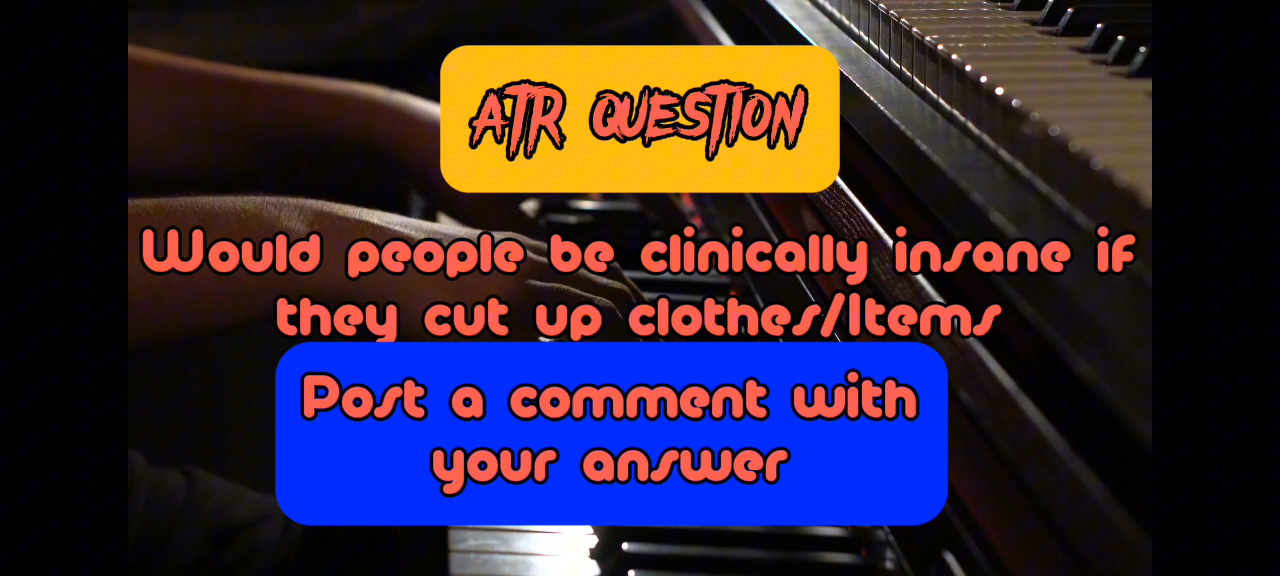 ATR QUESTION
Would people be clinically insane if
they cut up clothes/Items
Post a comment with
your answer